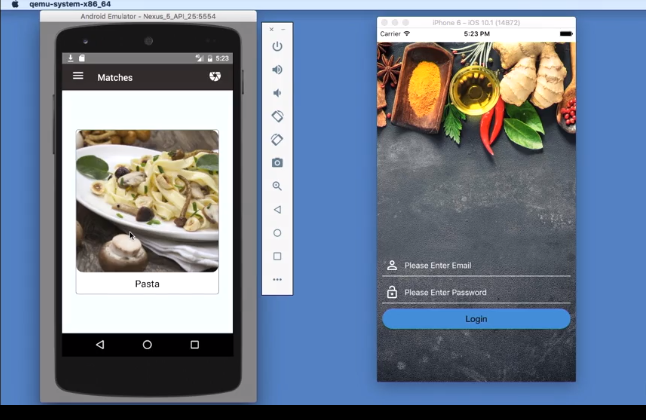 qemu-system-x86_64
Android Emulator - Nexus_5_API_25:5554
5:23
Matches
Pasta
iPhone 6 - iOS 10.1 (14B72)
Carrier
5:23 PM
Please Enter Email
Please Enter Password
Login